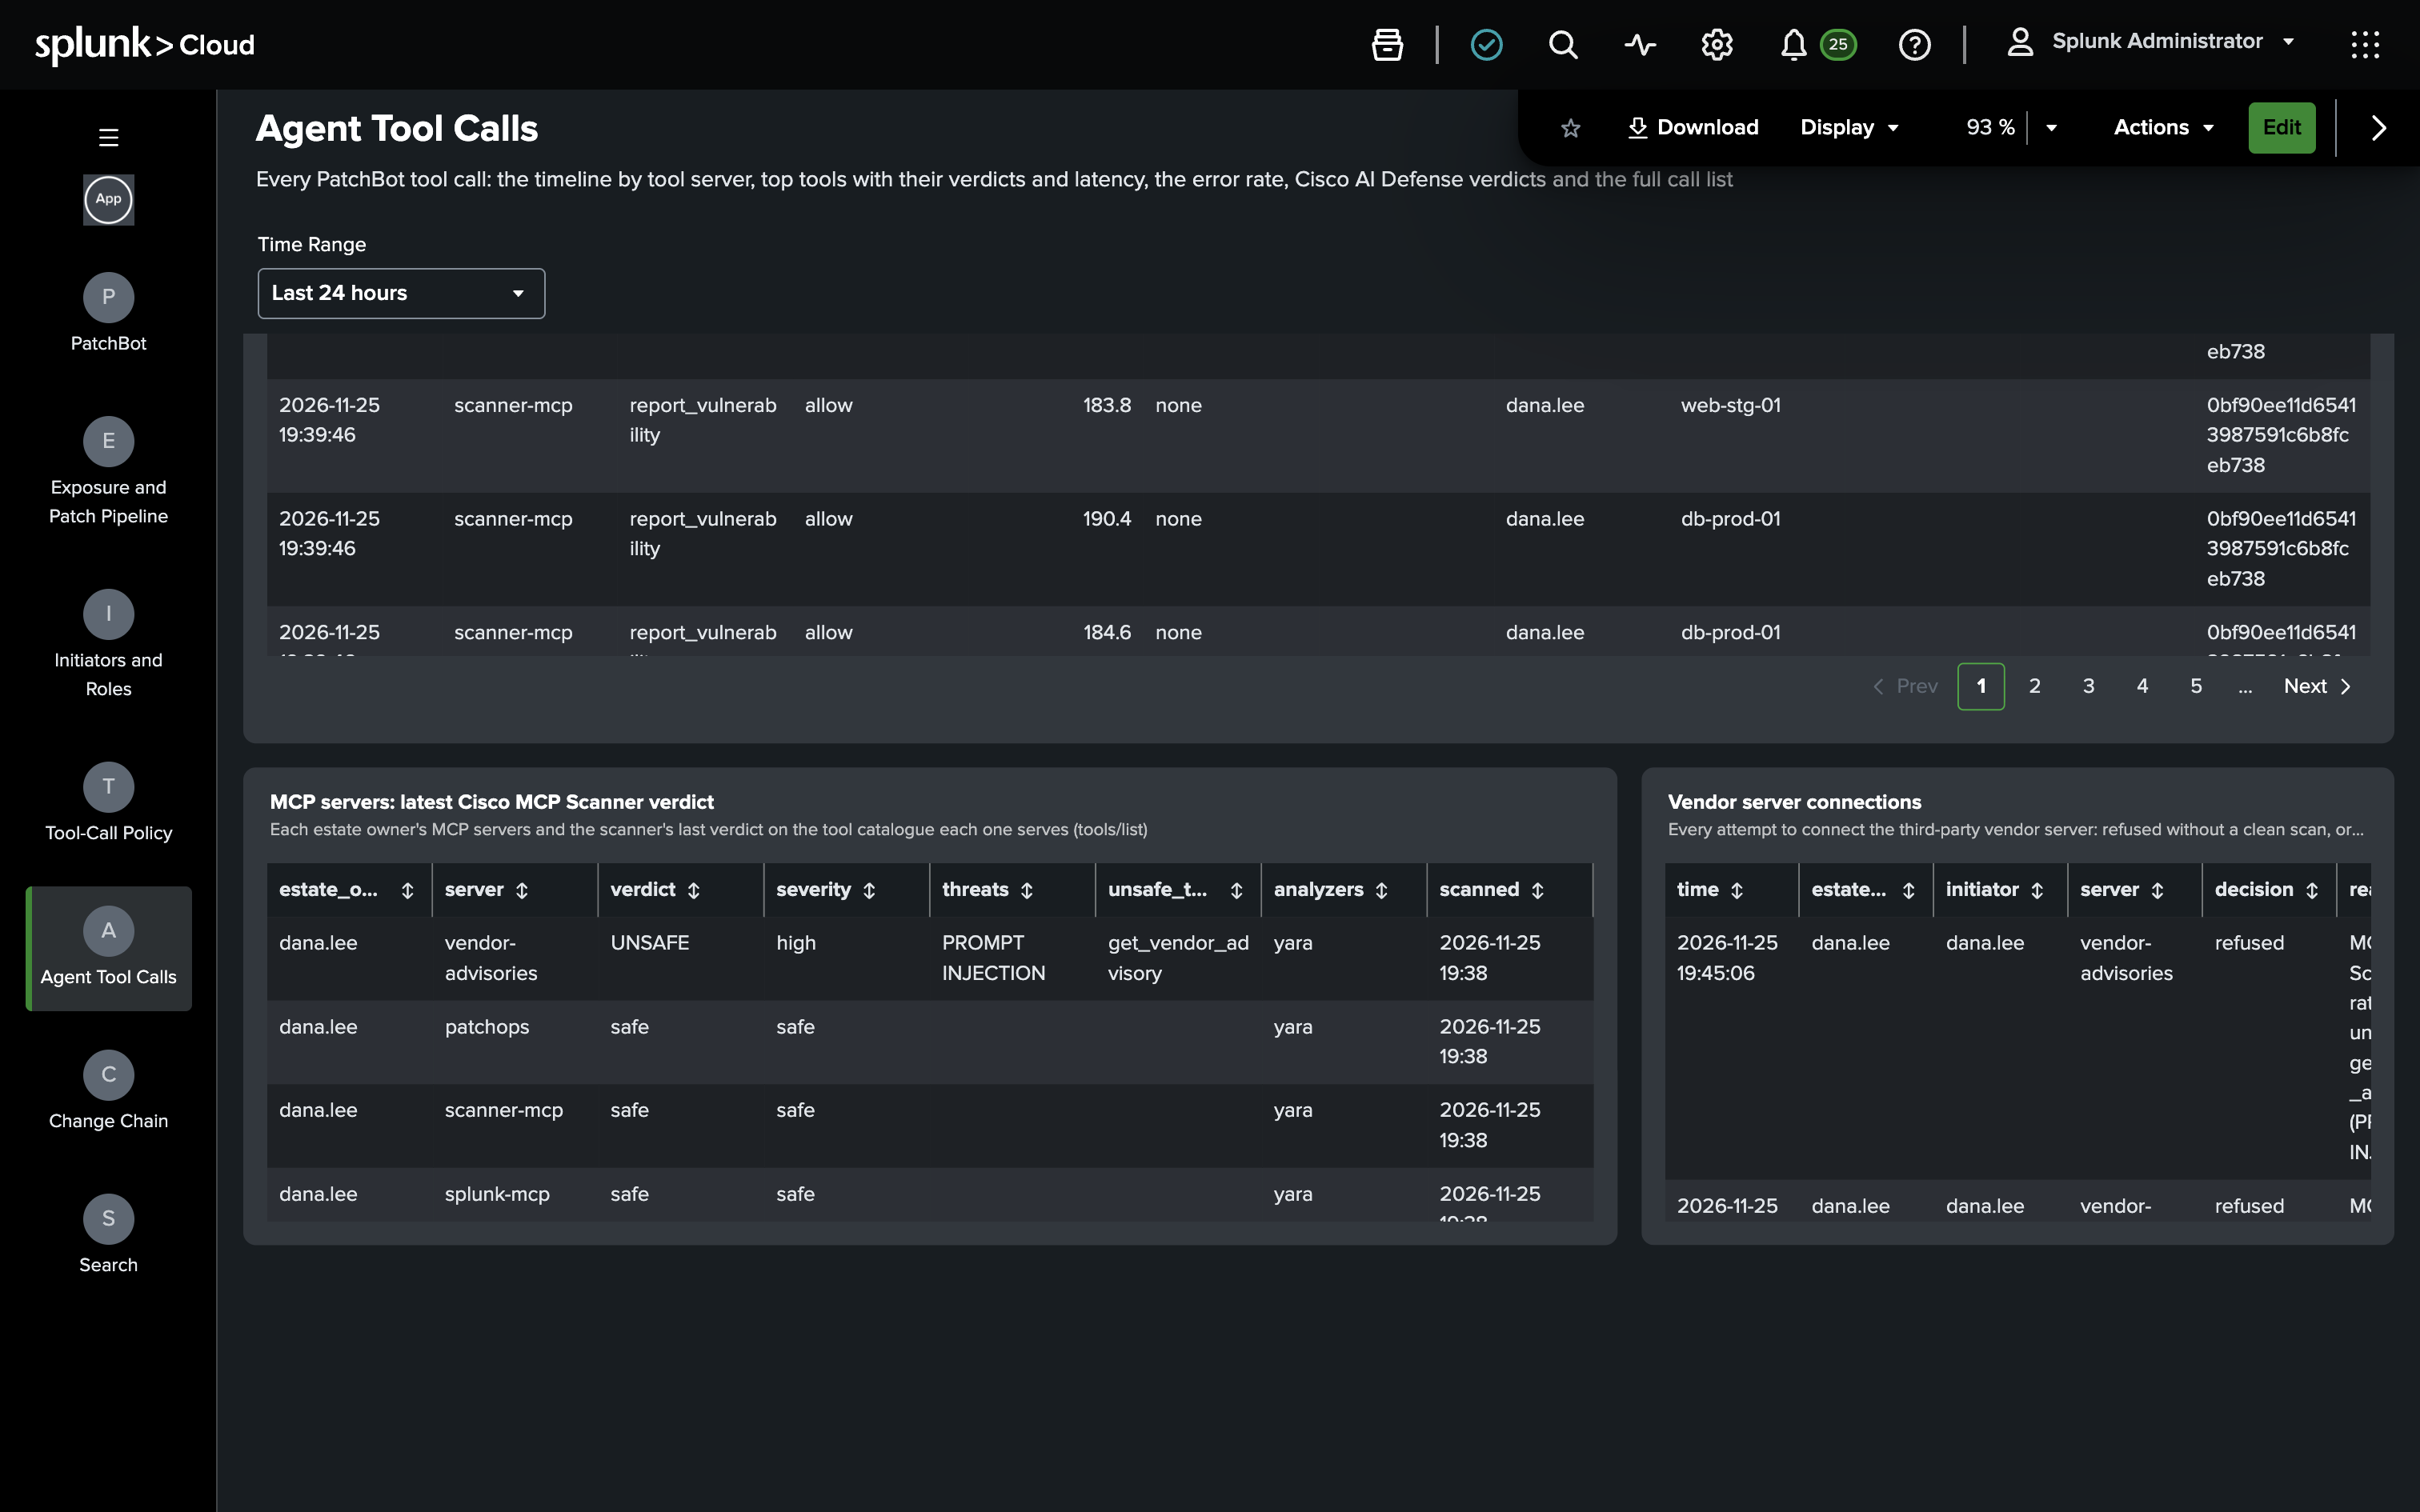 splunk>Cloud
25
Splunk Administrator
Agent Tool Calls
Download
Display
93 %
Actions
Edit
Every PatchBot tool call: the timeline by tool server, top tools with their verdicts and latency, the error rate, Cisco AI Defense verdicts and the full call list
App
P
PatchBot
E
Exposure and
Patch Pipeline
I
Initiators and
Roles
T
Tool-Call Policy
A
Agent Tool Calls
C
Change Chain
S
Search
Time Range
Last 24 hours
eb738
2026-11-25 scanner-mcp report_vulnerab allow 183.8 none dana.lee web-stg-01 0bf90ee11d6541
19:39:46 ility 3987591c6b8fc
eb738
2026-11-25 scanner-mcp report_vulnerab allow 190.4 none dana.lee db-prod-01 0bf90ee11d6541
19:39:46 ility 3987591c6b8fc
eb738
2026-11-25 scanner-mcp report_vulnerab allow 184.6 none dana.lee db-prod-01 0bf90ee11d6541
Prev 1 2 3 4 5 ... Next
MCP servers: latest Cisco MCP Scanner verdict
Each estate owner's MCP servers and the scanner's last verdict on the tool catalogue each one serves (tools/list)
estate_o... server verdict severity threats unsafe_t... analyzers scanned
dana.lee vendor- UNSAFE high PROMPT get_vendor_ad yara 2026-11-25
advisories INJECTION visory 19:38
dana.lee patchops safe safe yara 2026-11-25
19:38
dana.lee scanner-mcp safe safe yara 2026-11-25
19:38
dana.lee splunk-mcp safe safe yara 2026-11-25
Vendor server connections
Every attempt to connect the third-party vendor server: refused without a clean scan, or...
time estate... initiator server decision
2026-11-25 dana.lee dana.lee vendor- refused
19:45:06 advisories
2026-11-25 dana.lee dana.lee vendor- refused